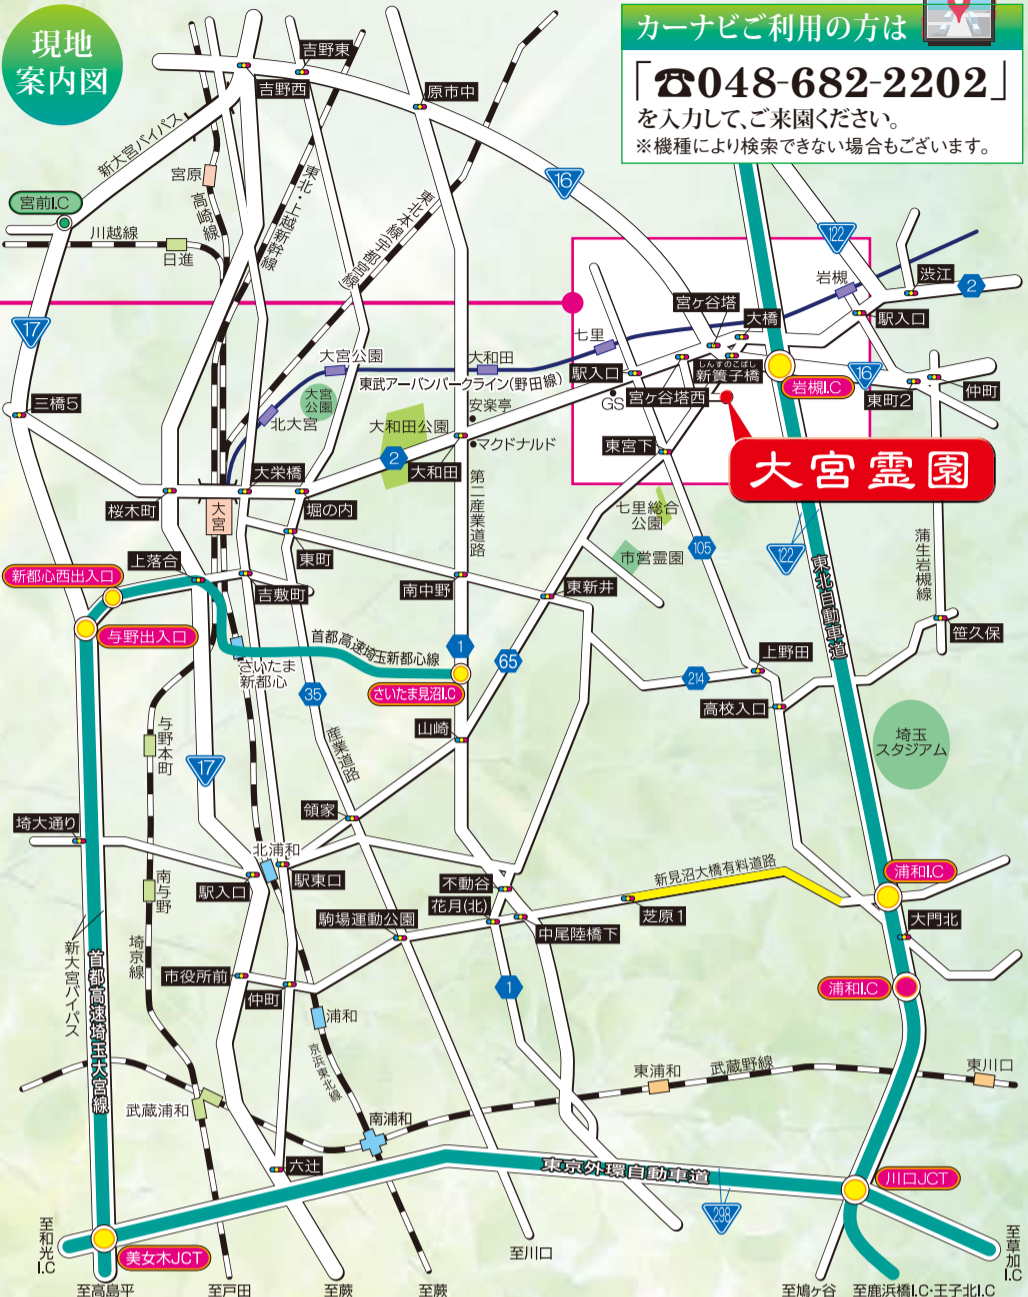 現地
案内図
カーナビご利用の方は
「☎048-682-2202」
を入力して、ご来園ください。
※機種により検索できない場合もございます。
吉野東
吉野西
原市中
新大宮バイパス
宮原
高崎線
東北・上越新幹線
東北本線(宇都宮線)
16
122
宮前I.C
川越線
日進
17
岩槻
渋江
2
宮ヶ谷塔
大橋
駅入口
七里
大宮公園
大和田
東武アーバンパークライン(野田線)
駅入口
しんすのこばし
新簀子橋
岩槻I.C
16
東町2
仲町
三橋5
大宮
公園
北大宮
大和田公園
安楽亭
マクドナルド
GS
宮ヶ谷塔西
東宮下
大宮霊園
2
大和田
大栄橋
桜木町
大宮
堀の内
第二産業道路
七里総合
公園
市営霊園
105
122
東北自動車道
蒲生岩槻線
東町
上落合
新都心西出入口
吉敷町
南中野
東新井
与野出入口
首都高速埼玉新都心線
さいたま
新都心
1
さいたま見沼I.C
65
35
214
上野田
笹久保
高校入口
埼玉
スタジアム
山崎
産業道路
与野本町
17
領家
埼大通り
北浦和
駅入口
駅東口
不動谷
花月(北)
新見沼大橋有料道路
浦和I.C
芝原1
中尾陸橋下
大門北
南与野
駒場運動公園
埼京線
新大宮バイパス
首都高速埼玉大宮線
市役所前
仲町
1
浦和I.C
浦和
京浜東北線
東浦和
武蔵野線
東川口
武蔵浦和
南浦和
六辻
東京外環自動車道
298
川口JCT
美女木JCT
至和光I.C
至高島平
至戸田
至蕨
至蕨
至川口
至鳩ヶ谷
至鹿浜橋I.C・王子北I.C
至草加I.C